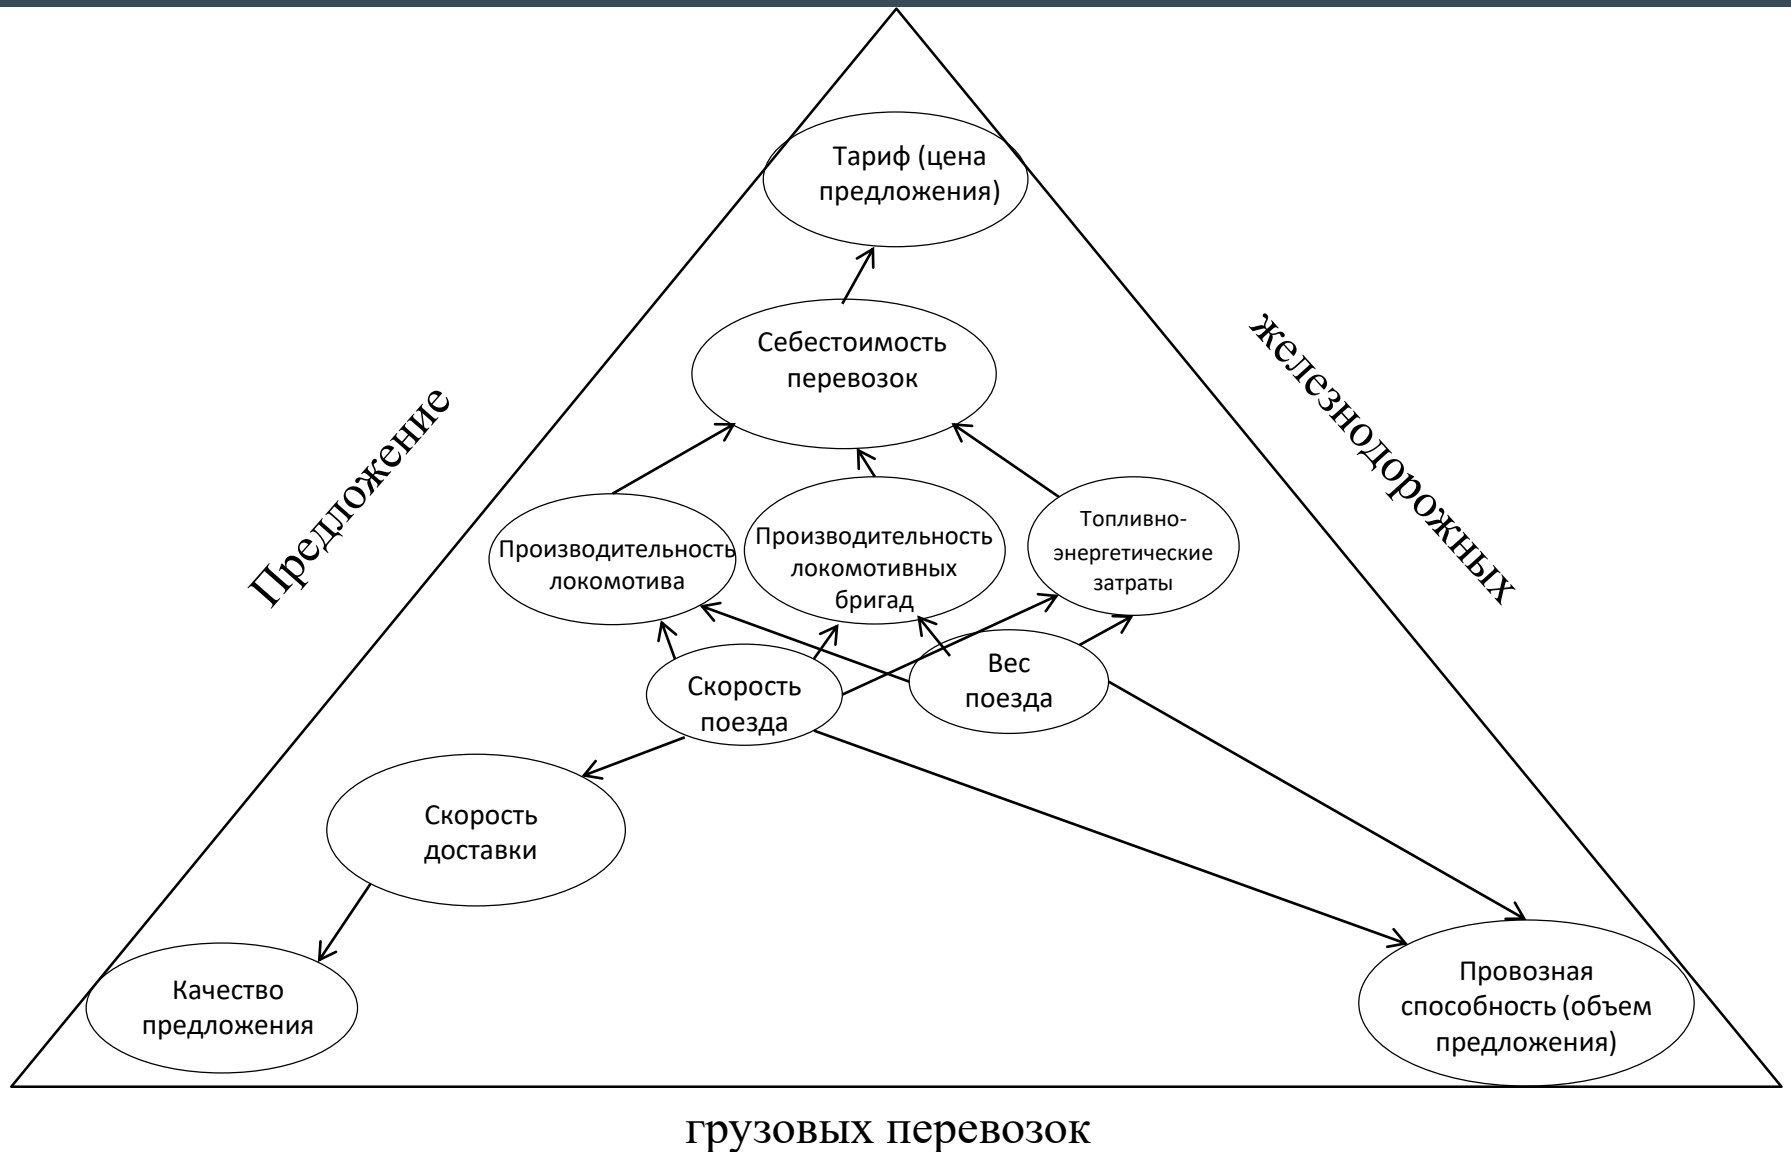 Тариф (цена
предложения)
Себестоимость
перевозок
Предложение
железнодорожных
Производительность
локомотива
Производительность
локомотивных
бригад
Топливно-
энергетические
затраты
Скорость
поезда
Вес
поезда
Скорость
доставки
Качество
предложения
Провозная
способность (объем
предложения)
грузовых перевозок